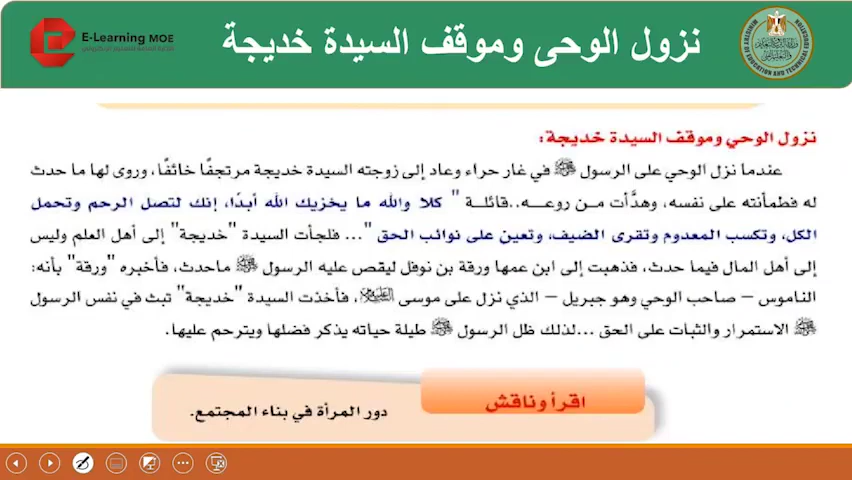 E-Learning MOE
نزول الوحى وموقف السيدة خديجة
نزول الوحي وموقف السيدة خديجة:
عندما نزل الوحي على الرسول ﷺ في غار حراء وعاد إلى زوجته السيدة خديجة مرتجفًا خائفًا، وروى لها ما حدث
له فطمأنته على نفسه، وهدَّأت مـن روعـــه..قائلـة " كلا والله ما يخزيك الله أبدًا، إنك لتصل الرحم وتحمل
الكل، وتكسب المعدوم وتقرى الضيف، وتعين على نوائب الحق "... فلجأت السيدة "خديجة" إلى أهل العلم وليس
إلى أهل المال فيما حدث، فذهبت إلى ابن عمها ورقة بن نوفل ليقص عليه الرسول ﷺ ماحدث، فأخبره "ورقة" بأنه:
الناموس – صاحب الوحي وهو جبريل – الذي نزل على موسى عليه السلام، فأخذت السيدة "خديجة" تبث في نفس الرسول
ﷺ الاستمرار والثبات على الحق ...لذلك ظل الرسول ﷺ طيلة حياته يذكر فضلها ويترحم عليها.
اقرأ وناقش
دور المرأة في بناء المجتمع.